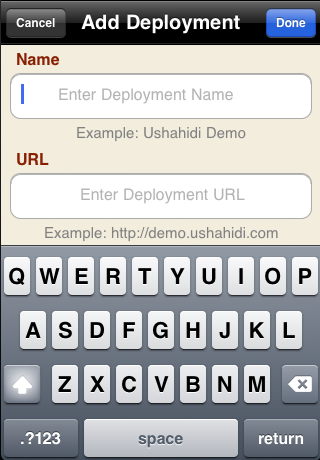 Cancel Add Deployment Done
Name
Enter Deployment Name
Example: Ushahidi Demo
URL
Enter Deployment URL
Example: http://demo.ushahidi.com
Q W E R T Y U I O P
A S D F G H J K L
Z X C V B N M
.?123 space return